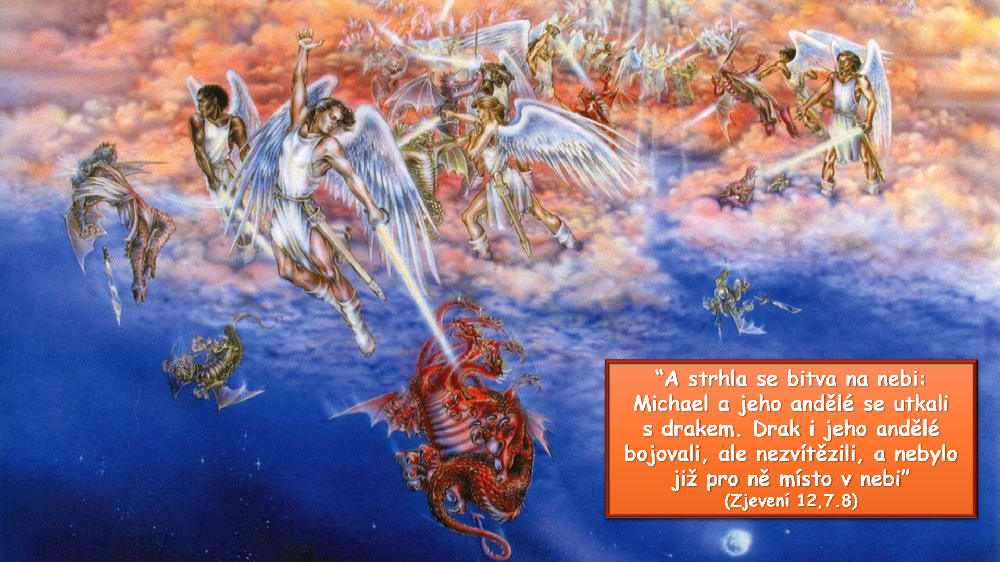 “A strhla se bitva na nebi:
Michael a jeho andělé se utkali
s drakem. Drak i jeho andělé
bojovali, ale nezvítězili, a nebylo
již pro ně místo v nebi”
(Zjevení 12,7.8)